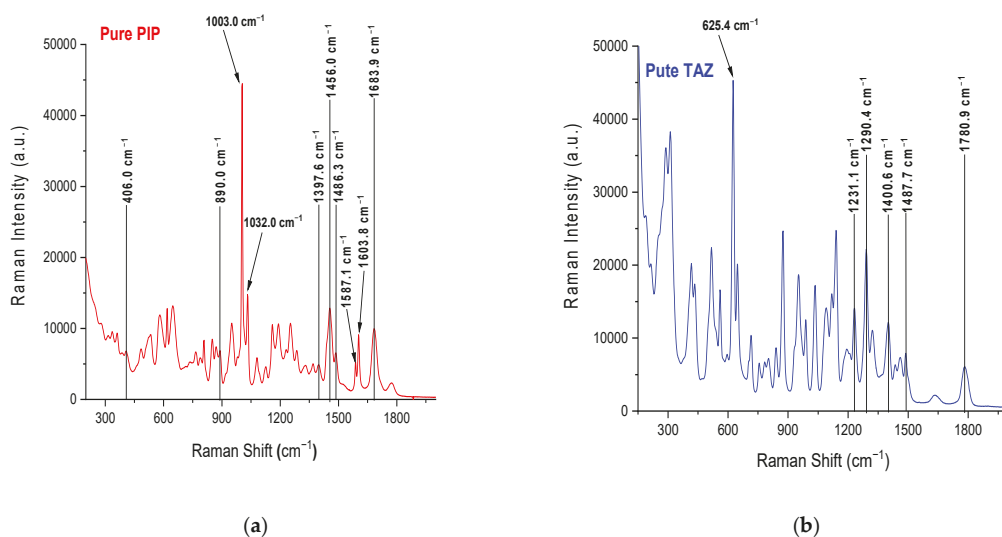 Pure PIP
1003.0 cm⁻¹
406.0 cm⁻¹
890.0 cm⁻¹
1032.0 cm⁻¹
1397.6 cm⁻¹
1456.0 cm⁻¹
1486.3 cm⁻¹
1587.1 cm⁻¹
1603.8 cm⁻¹
1683.9 cm⁻¹
Raman Intensity (a.u.)
50000
40000
30000
20000
10000
0
300 600 900 1200 1500 1800
Raman Shift (cm⁻¹)
(a)
Pute TAZ
625.4 cm⁻¹
1231.1 cm⁻¹
1290.4 cm⁻¹
1400.6 cm⁻¹
1487.7 cm⁻¹
1780.9 cm⁻¹
Raman Intensity (a.u.)
50000
40000
30000
20000
10000
0
300 600 900 1200 1500 1800
Raman Shift (cm⁻¹)
(b)